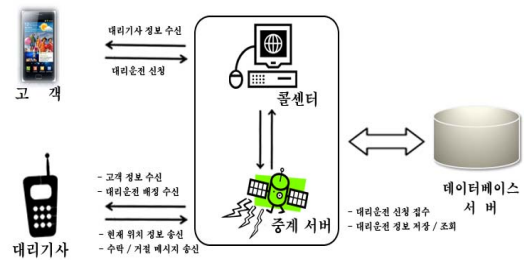 대리기사 정보 수신
대리운전 신청
고 객
콜센터
- 고객 정보 수신
- 대리운전 배정 수신
- 현재 위치 정보 송신
- 수락 / 거절 메시지 송신
대리기사
중계 서버
데이터베이스
서 버
- 대리운전 신청 접수
- 대리운전 정보 저장 / 조회